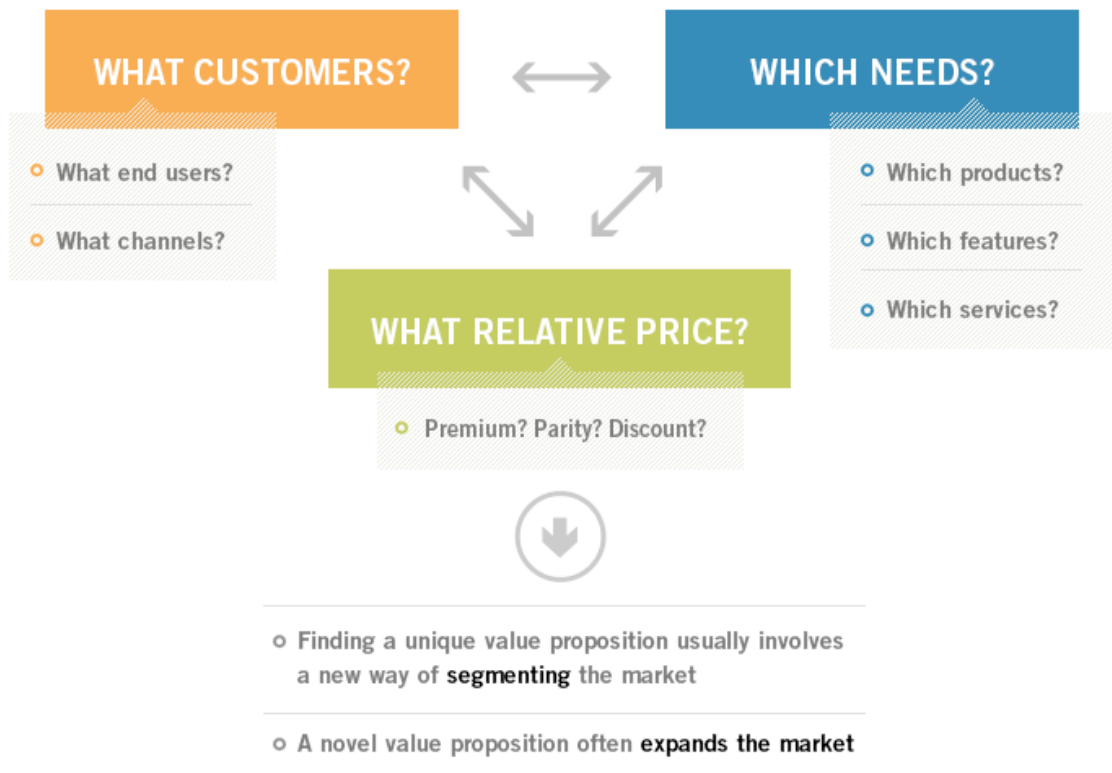 WHAT CUSTOMERS?
What end users?
What channels?
WHICH NEEDS?
Which products?
Which features?
Which services?
WHAT RELATIVE PRICE?
Premium? Parity? Discount?
Finding a unique value proposition usually involves
a new way of segmenting the market
A novel value proposition often expands the market